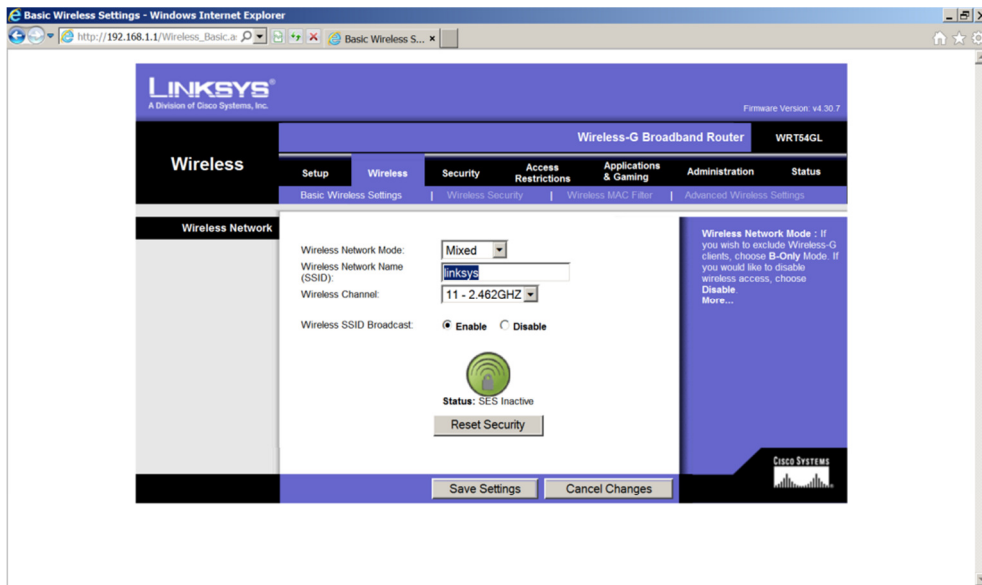 Basic Wireless Settings - Windows Internet Explorer
http://192.168.1.1/Wireless_Basic.a
Basic Wireless S...
LINKSYS®
A Division of Cisco Systems, Inc.
Firmware Version: v4.30.7
Wireless-G Broadband Router WRT54GL
Wireless
Setup Wireless Security Access Restrictions Applications & Gaming Administration Status
Basic Wireless Settings | Wireless Security | Wireless MAC Filter | Advanced Wireless Settings
Wireless Network
Wireless Network Mode: Mixed
Wireless Network Name
(SSID): linksys
Wireless Channel: 11 - 2.462GHZ
Wireless SSID Broadcast: Enable Disable
Status: SES Inactive
Reset Security
Wireless Network Mode : If
you wish to exclude Wireless-G
clients, choose B-Only Mode. If
you would like to disable
wireless access, choose
Disable.
More...
CISCO SYSTEMS
Save Settings Cancel Changes